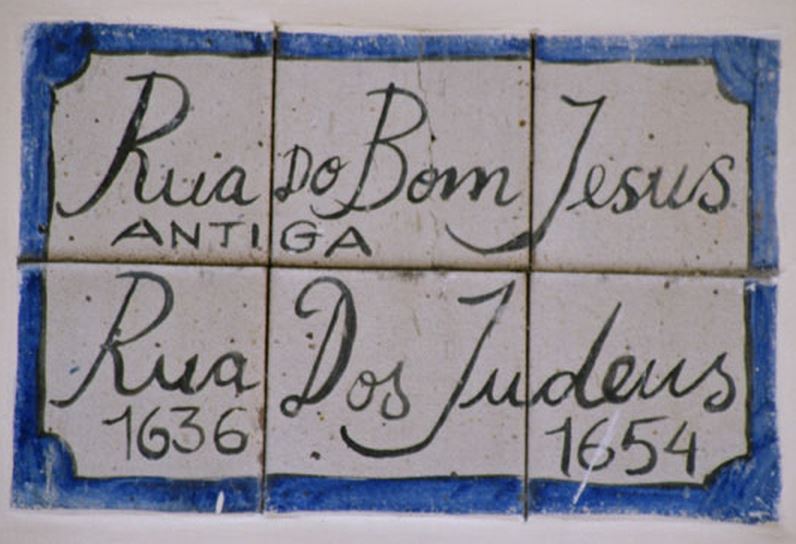 Rua Do Bom Jesus
ANTIGA
Rua Dos Judeus
1636 1654